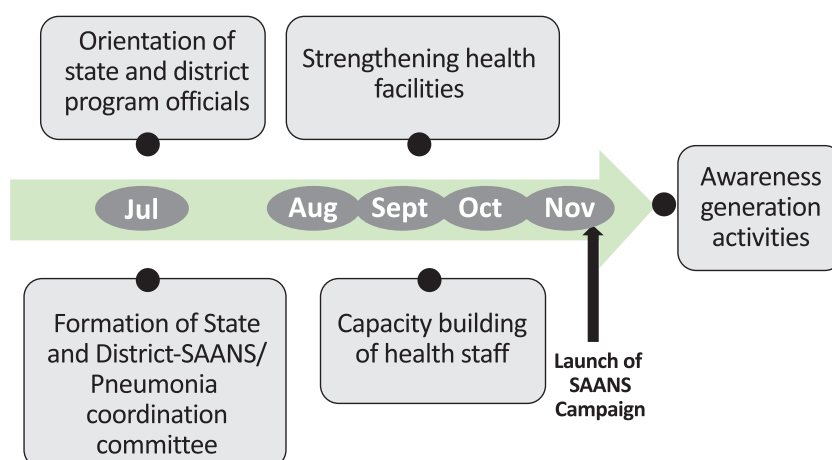 Orientation of
state and district
program officials
Strengthening health
facilities
Jul
Aug
Sept
Oct
Nov
Awareness
generation
activities
Formation of State
and District-SAANS/
Pneumonia
coordination
committee
Capacity building
of health staff
Launch of
SAANS
Campaign